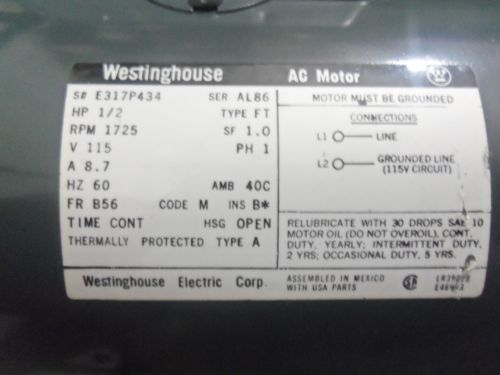 Westinghouse
S# E317P434 SER AL86
HP 1/2 TYPE FT
RPM 1725 SF 1.0
V 115 PH 1
A 8.7
HZ 60 AMB 40C
FR B56 CODE M INS B*
TIME CONT HSG OPEN
THERMALLY PROTECTED TYPE A
AC Motor W
MOTOR MUST BE GROUNDED
CONNECTIONS
L1 LINE
L2 GROUNDED LINE
(115V CIRCUIT)
RELUBRICATE WITH 30 DROPS SAE 10
MOTOR OIL (DO NOT OVEROIL), CONT.
DUTY, YEARLY; INTERMITTENT DUTY,
2 YRS; OCCASIONAL DUTY, 5 YRS.
Westinghouse Electric Corp.
ASSEMBLED IN MEXICO
WITH USA PARTS